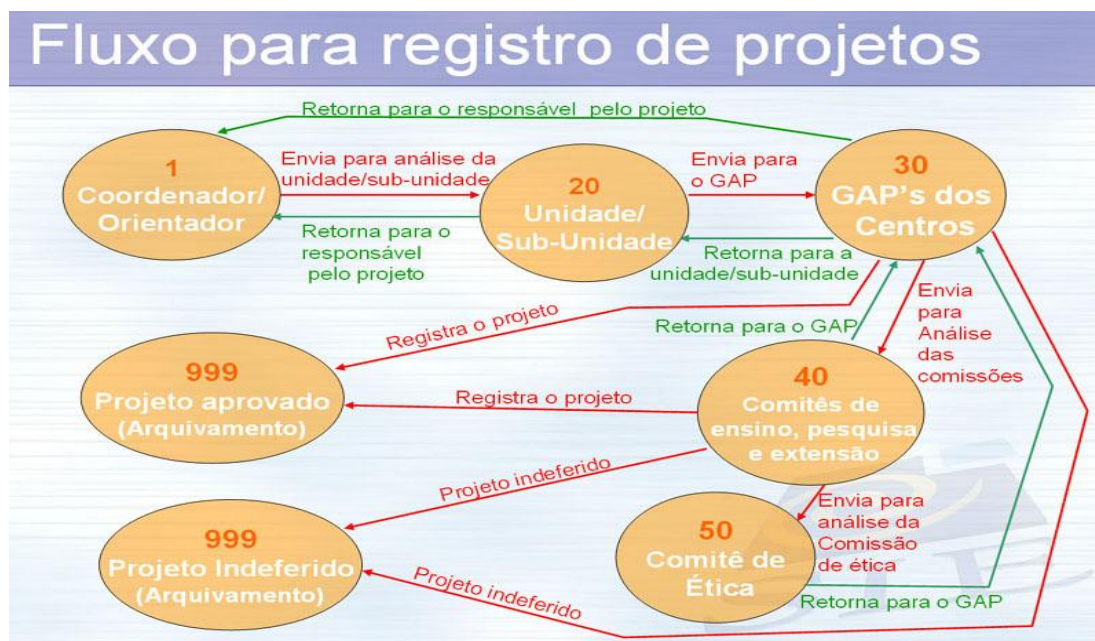 Fluxo para registro de projetos
Retorna para o responsável pelo projeto
1
Coordenador/
Orientador
Envia para análise da
unidade/sub-unidade
20
Unidade/
Sub-Unidade
Envia para
o GAP
30
GAP's dos
Centros
Retorna para o
responsável
pelo projeto
Retorna para a
unidade/sub-unidade
Registra o projeto
Retorna para o GAP
Envia
para
Análise
das
comissões
999
Projeto aprovado
(Arquivamento)
Registra o projeto
40
Comitês de
ensino, pesquisa
e extensão
Projeto indeferido
999
Projeto Indeferido
(Arquivamento)
50
Comitê de
Ética
Envia para
análise da
Comissão
de ética
Projeto indeferido
Retorna para o GAP